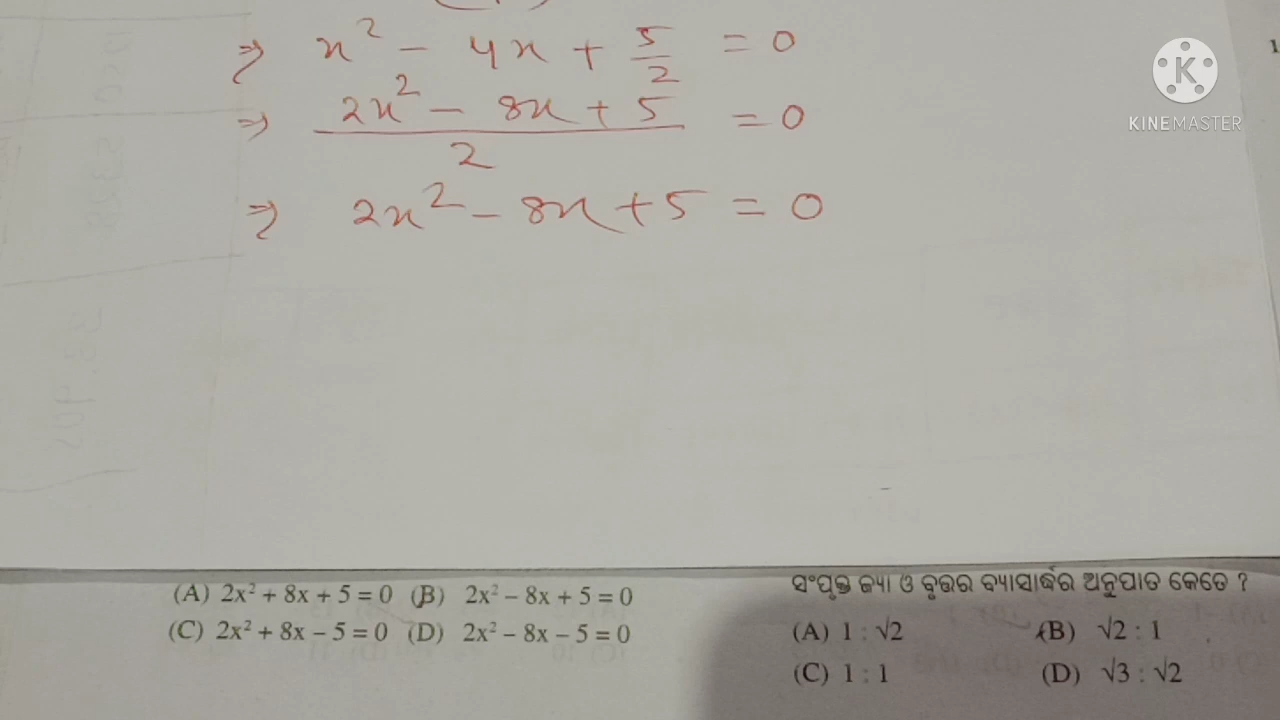 ⇒ x² - 4x + 5/2 = 0
⇒ (2x² - 8x + 5)/2 = 0
⇒ 2x² - 8x + 5 = 0
KINEMASTER
(A) 2x² + 8x + 5 = 0 (B) 2x² – 8x + 5 = 0
(C) 2x² + 8x – 5 = 0 (D) 2x² – 8x – 5 = 0
ସଂପୃକ୍ତ ଜ୍ୟା ଓ ବୃତ୍ତର ବ୍ୟାସାର୍ଦ୍ଧର ଅନୁପାତ କେତେ ?
(A) 1 : √2 (B) √2 : 1
(C) 1 : 1 (D) √3 : √2